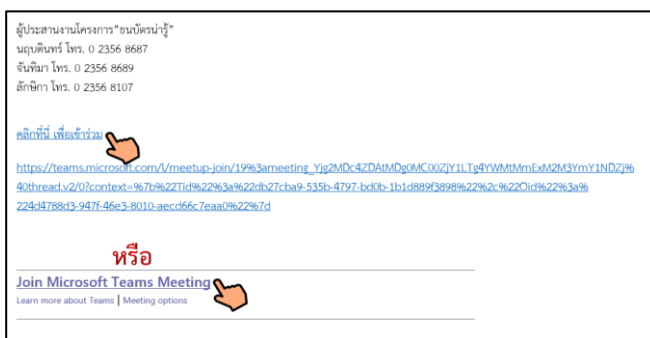 ผู้ประสานงานโครงการ"ธนบัตรน่ารู้"
นฤบดินทร์ โทร. 0 2356 8687
จันทิมา โทร. 0 2356 8689
ลักษิกา โทร. 0 2356 8107
คลิกที่นี่ เพื่อเข้าร่วม
https://teams.microsoft.com/l/meetup-join/19%3ameeting_Yjg2MDc4ZDAtMDg0MC00ZjY1LTg4YWMtMmExM2M3YmY1NDZj%
40thread.v2/0?context=%7b%22Tid%22%3a%22db27cba9-535b-4797-bd0b-1b1d889f3898%22%2c%22Oid%22%3a%
224d4788d3-947f-46e3-8010-aecd66c7eaa0%22%7d
หรือ
Join Microsoft Teams Meeting
Learn more about Teams | Meeting options